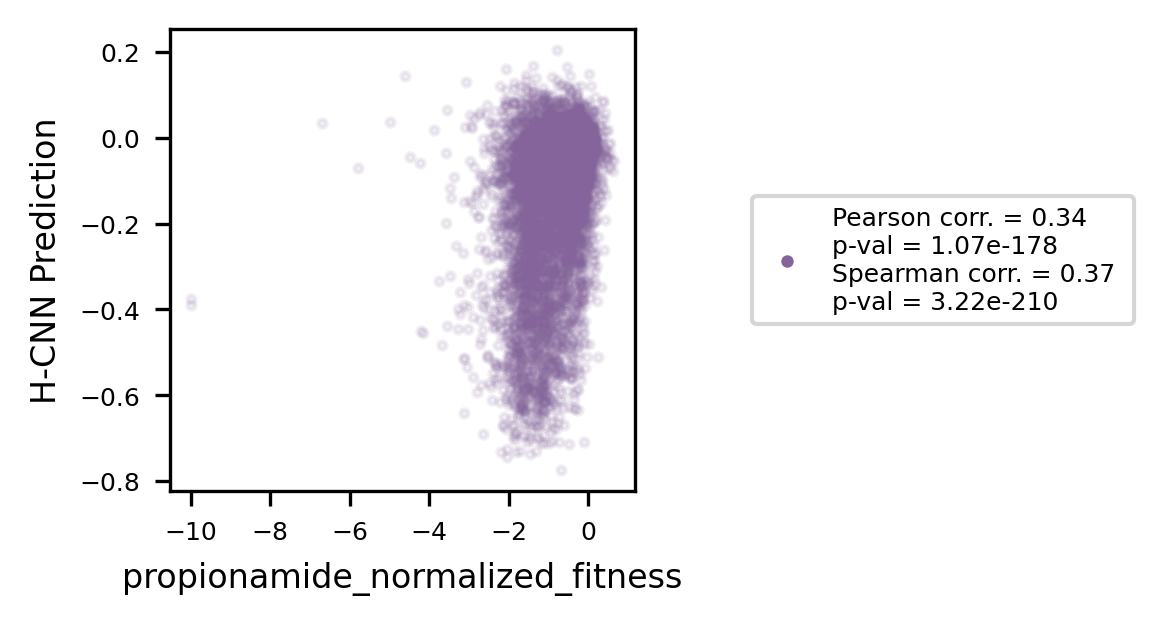 0.2
0.0
−0.2
−0.4
−0.6
−0.8
H-CNN Prediction
−10
−8
−6
−4
−2
0
propionamide_normalized_fitness
Pearson corr. = 0.34
p-val = 1.07e-178
Spearman corr. = 0.37
p-val = 3.22e-210